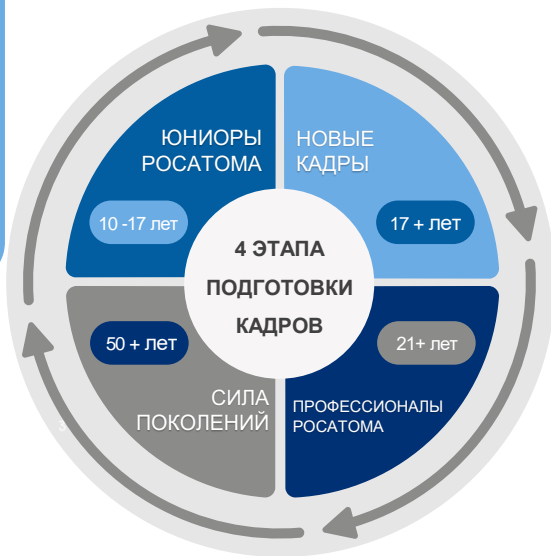 ЮНИОРЫ
РОСАТОМА
10 -17 лет
НОВЫЕ
КАДРЫ
17 + лет
4 ЭТАПА
ПОДГОТОВКИ
КАДРОВ
50 + лет
СИЛА
ПОКОЛЕНИЙ
21+ лет
ПРОФЕССИОНАЛЫ
РОСАТОМА
3